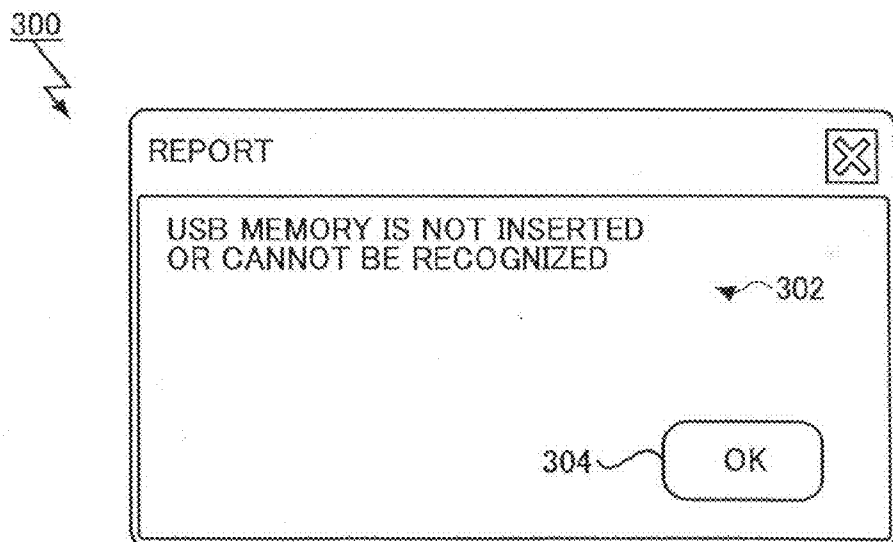 300
REPORT
USB MEMORY IS NOT INSERTED
OR CANNOT BE RECOGNIZED
302
304
OK